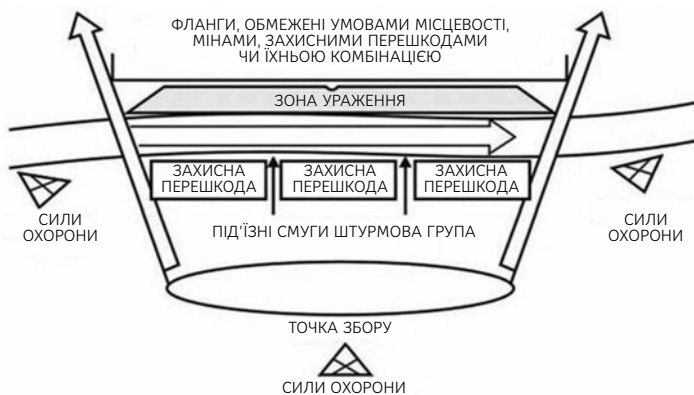 ФЛАНГИ, ОБМЕЖЕНІ УМОВАМИ МІСЦЕВОСТІ,
МІНАМИ, ЗАХИСНИМИ ПЕРЕШКОДАМИ
ЧИ ЇХНЬОЮ КОМБІНАЦІЄЮ
ЗОНА УРАЖЕННЯ
ЗАХИСНА
ПЕРЕШКОДА
ЗАХИСНА
ПЕРЕШКОДА
ЗАХИСНА
ПЕРЕШКОДА
СИЛИ
ОХОРОНИ
ПІД'ЇЗНІ СМУГИ ШТУРМОВА ГРУПА
СИЛИ
ОХОРОНИ
ТОЧКА ЗБОРУ
СИЛИ ОХОРОНИ